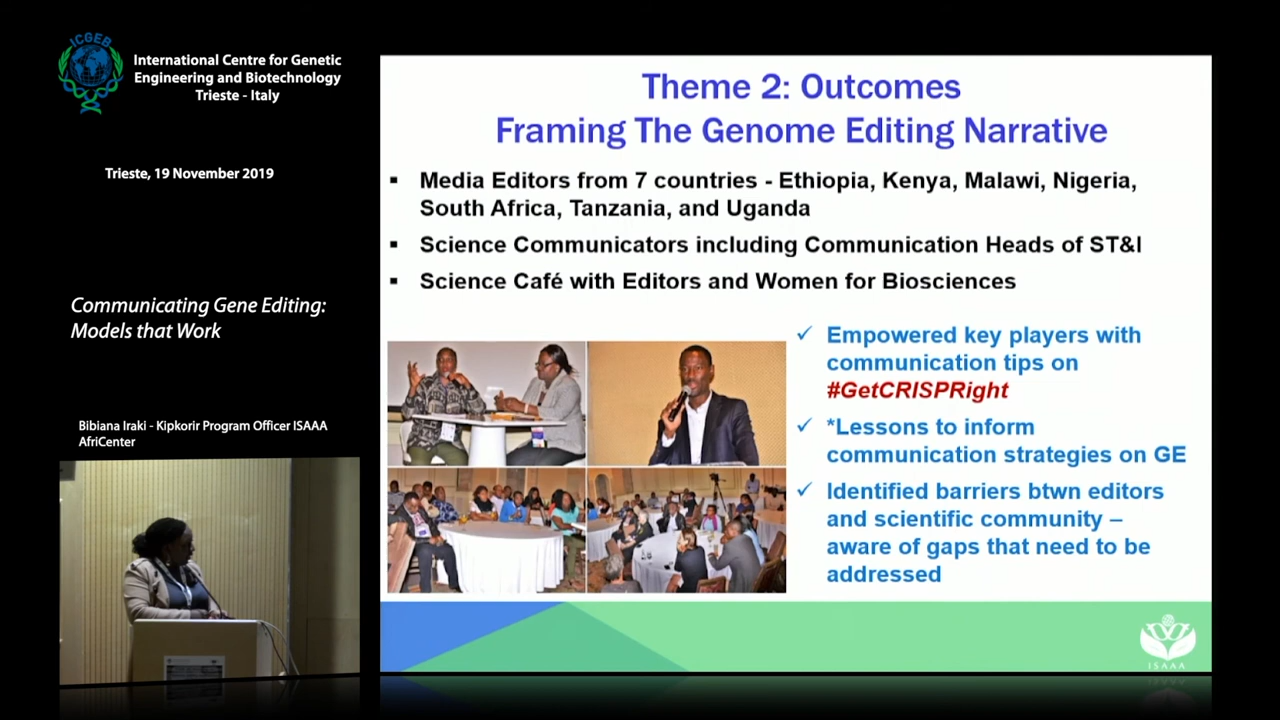 ICGEB
International Centre for Genetic
Engineering and Biotechnology
Trieste - Italy
Trieste, 19 November 2019
Communicating Gene Editing:
Models that Work
Bibiana Iraki - Kipkorir Program Officer ISAAA
AfriCenter
Theme 2: Outcomes
Framing The Genome Editing Narrative
▪ Media Editors from 7 countries - Ethiopia, Kenya, Malawi, Nigeria,
South Africa, Tanzania, and Uganda
▪ Science Communicators including Communication Heads of ST&I
▪ Science Café with Editors and Women for Biosciences
✓ Empowered key players with
communication tips on
#GetCRISPRight
✓ *Lessons to inform
communication strategies on GE
✓ Identified barriers btwn editors
and scientific community –
aware of gaps that need to be
addressed
ISAAA